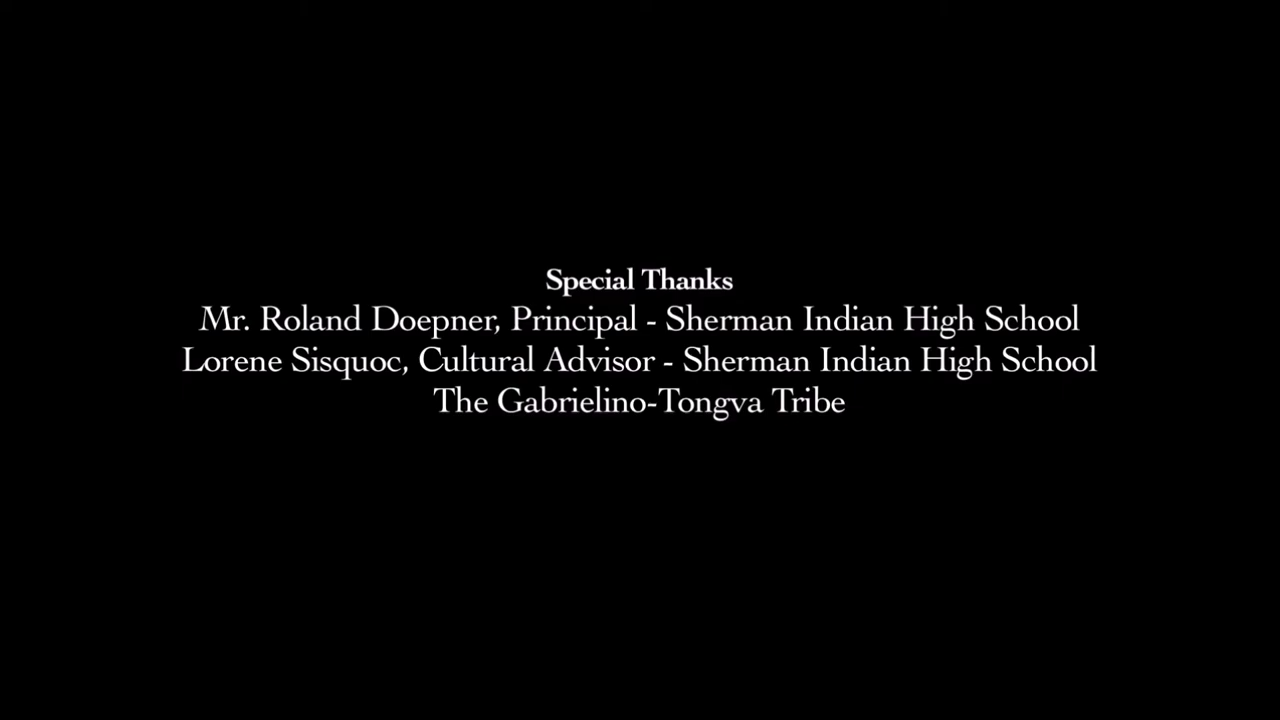 Special Thanks
Mr. Roland Doepner, Principal - Sherman Indian High School
Lorene Sisquoc, Cultural Advisor - Sherman Indian High School
The Gabrielino-Tongva Tribe